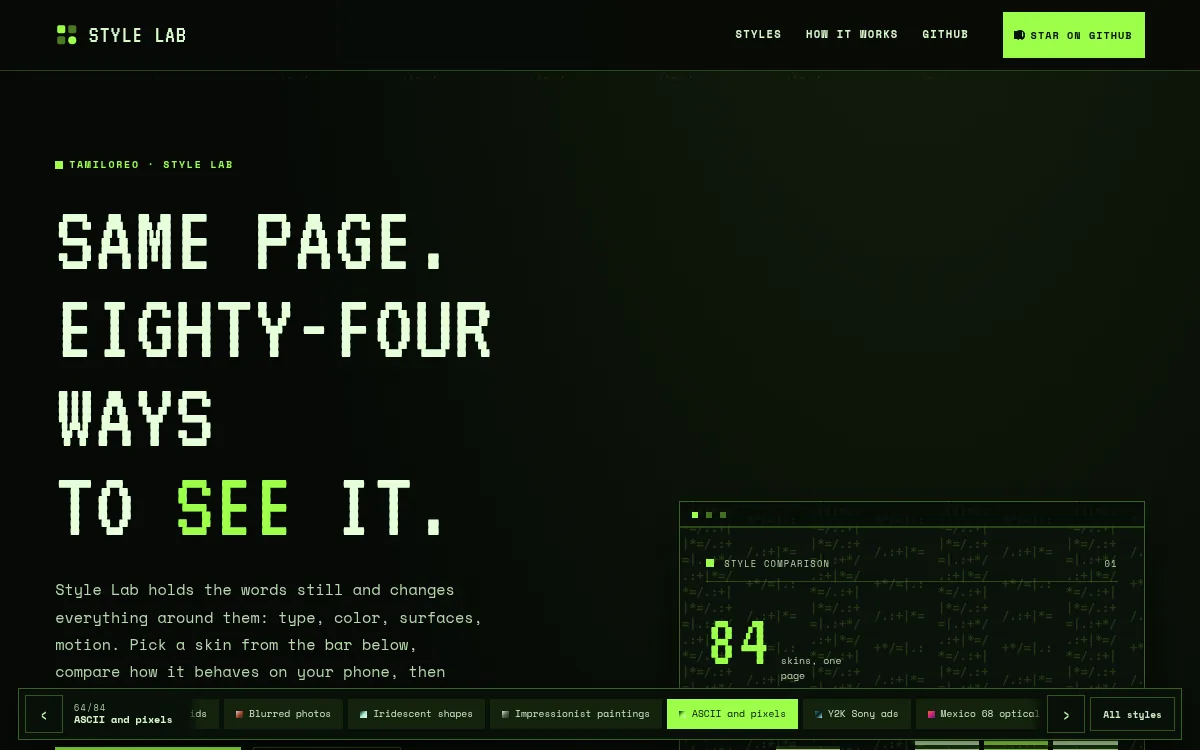 STYLE LAB
STYLES
HOW IT WORKS
GITHUB
STAR ON GITHUB
TAMILOREO · STYLE LAB
SAME PAGE.
EIGHTY-FOUR
WAYS
TO SEE IT.
Style Lab holds the words still and changes
everything around them: type, color, surfaces,
motion. Pick a skin from the bar below,
compare how it behaves on your phone, then
STYLE COMPARISON
01
84
skins, one
page
64/84
ASCII and pixels
ids
Blurred photos
Iridescent shapes
Impressionist paintings
ASCII and pixels
Y2K Sony ads
Mexico 68 optical
All styles